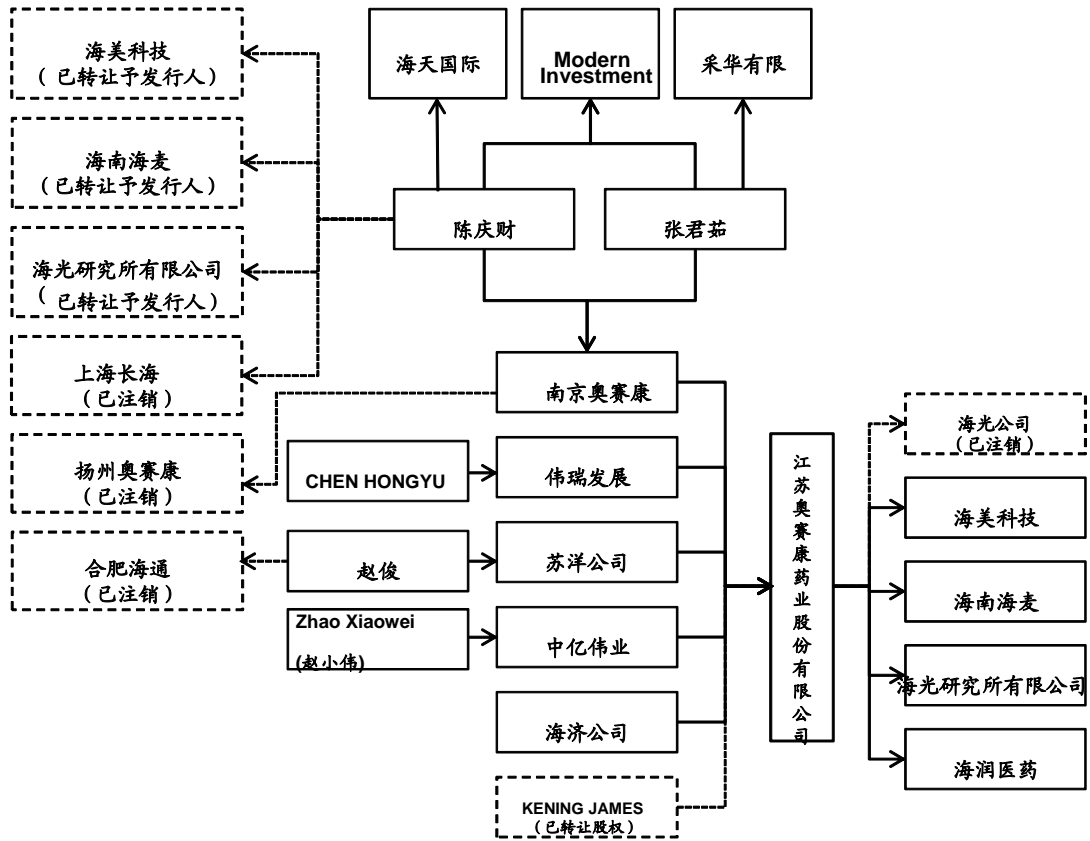 海美科技
（已转让予发行人）
海天国际
Modern
Investment
采华有限
海南海麦
（已转让予发行人）
陈庆财
张君茹
海光研究所有限公司
（已转让予发行人）
上海长海
（已注销）
南京奥赛康
扬州奥赛康
（已注销）
CHEN HONGYU
伟瑞发展
合肥海通
（已注销）
赵俊
苏洋公司
Zhao Xiaowei
(赵小伟)
中亿伟业
海济公司
KENING JAMES
（已转让股权）
江苏奥赛康药业股份有限公司
海光公司
（已注销）
海美科技
海南海麦
海光研究所有限公司
海润医药